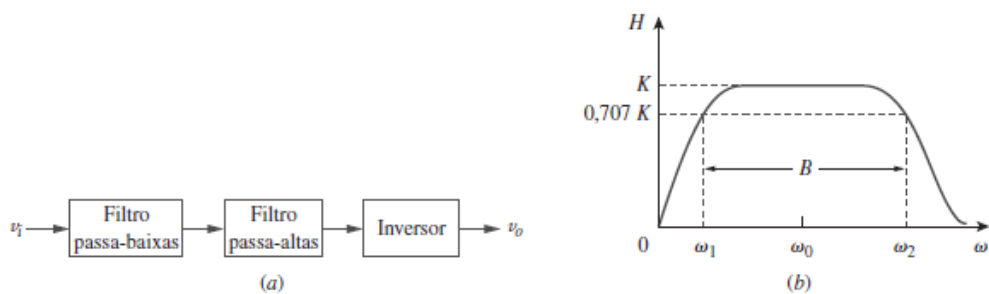 vi
Filtro
passa-baixas
Filtro
passa-altas
Inversor
vo
(a)
H
K
0,707 K
B
0
ω1
ω0
ω2
ω
(b)